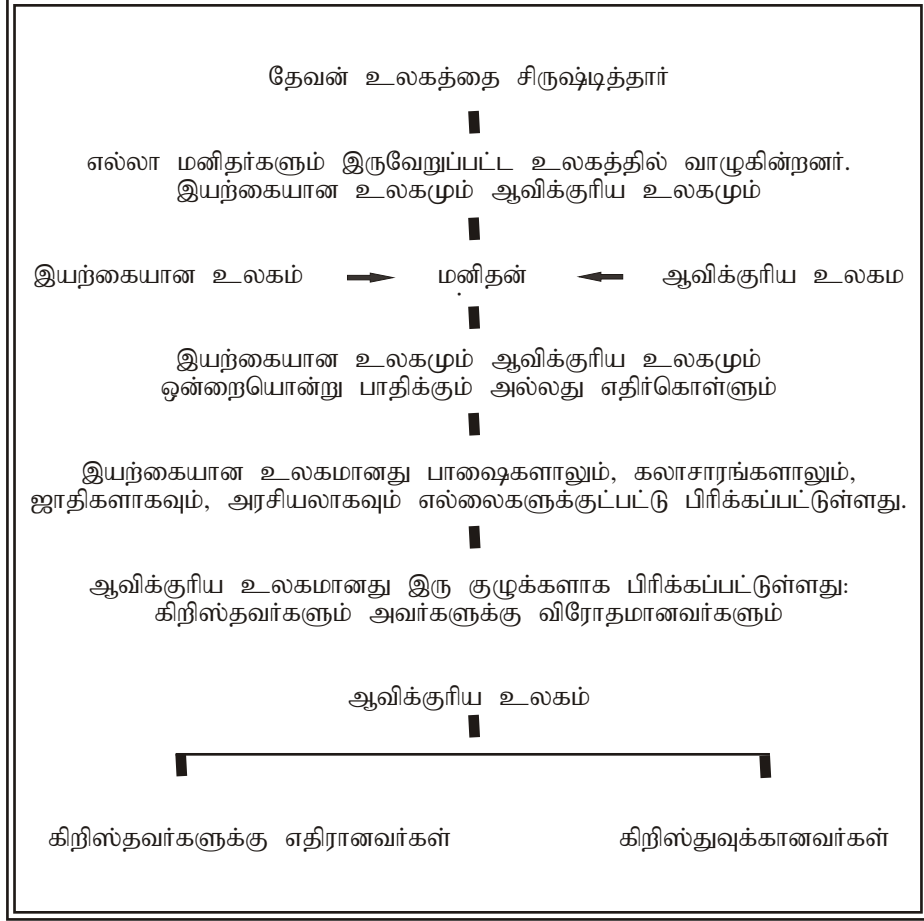 தேவன் உலகத்தை சிருஷ்டித்தார்
எல்லா மனிதர்களும் இருவேறுப்பட்ட உலகத்தில் வாழுகின்றனர்.
இயற்கையான உலகமும் ஆவிக்குரிய உலகமும்
இயற்கையான உலகம் மனிதன் ஆவிக்குரிய உலகம
இயற்கையான உலகமும் ஆவிக்குரிய உலகமும்
ஒன்றையொன்று பாதிக்கும் அல்லது எதிர்கொள்ளும்
இயற்கையான உலகமானது பாஷைகளாலும், கலாசாரங்களாலும்,
ஜாதிகளாகவும், அரசியலாகவும் எல்லைகளுக்குட்பட்டு பிரிக்கப்பட்டுள்ளது.
ஆவிக்குரிய உலகமானது இரு குழுக்களாக பிரிக்கப்பட்டுள்ளது:
கிறிஸ்தவர்களும் அவர்களுக்கு விரோதமானவர்களும்
ஆவிக்குரிய உலகம்
கிறிஸ்தவர்களுக்கு எதிரானவர்கள் கிறிஸ்துவுக்கானவர்கள்